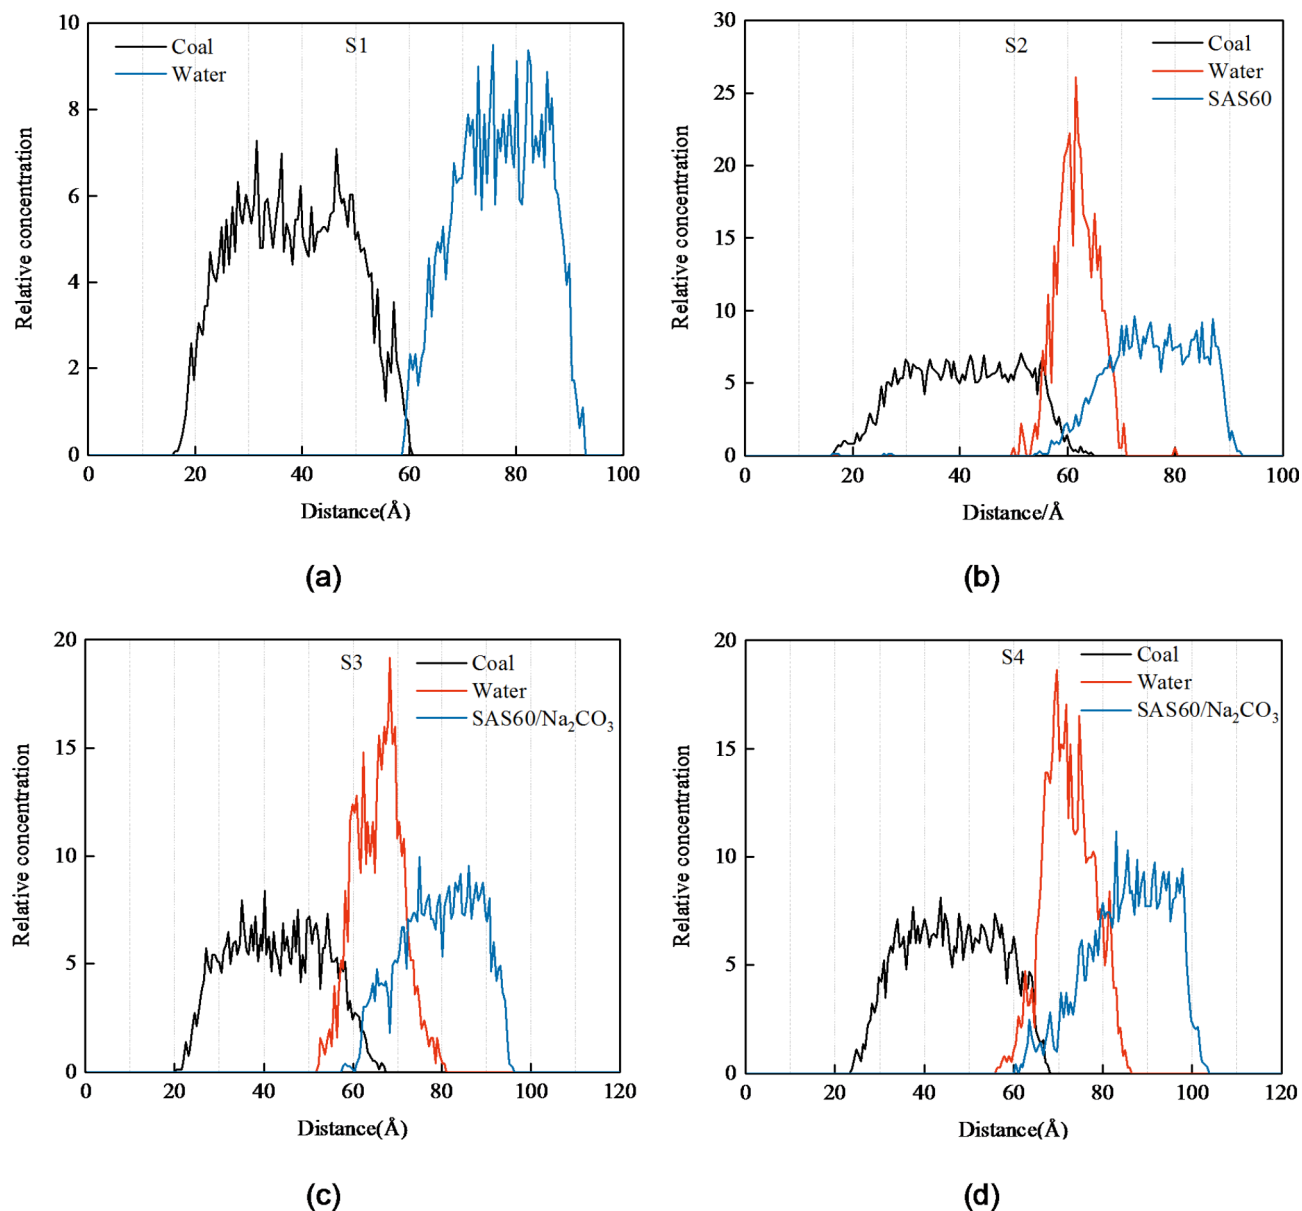 S1
Coal
Water
10
8
6
4
2
0
0 20 40 60 80 100
Relative concentration
Distance(Å)
(a)
S2
Coal
Water
SAS60
30
25
20
15
10
5
0
0 20 40 60 80 100
Relative concentration
Distance/Å
(b)
S3
Coal
Water
SAS60/Na₂CO₃
20
15
10
5
0
0 20 40 60 80 100 120
Relative concentration
Distance(Å)
(c)
S4
Coal
Water
SAS60/Na₂CO₃
20
15
10
5
0
0 20 40 60 80 100 120
Relative concentration
Distance(Å)
(d)